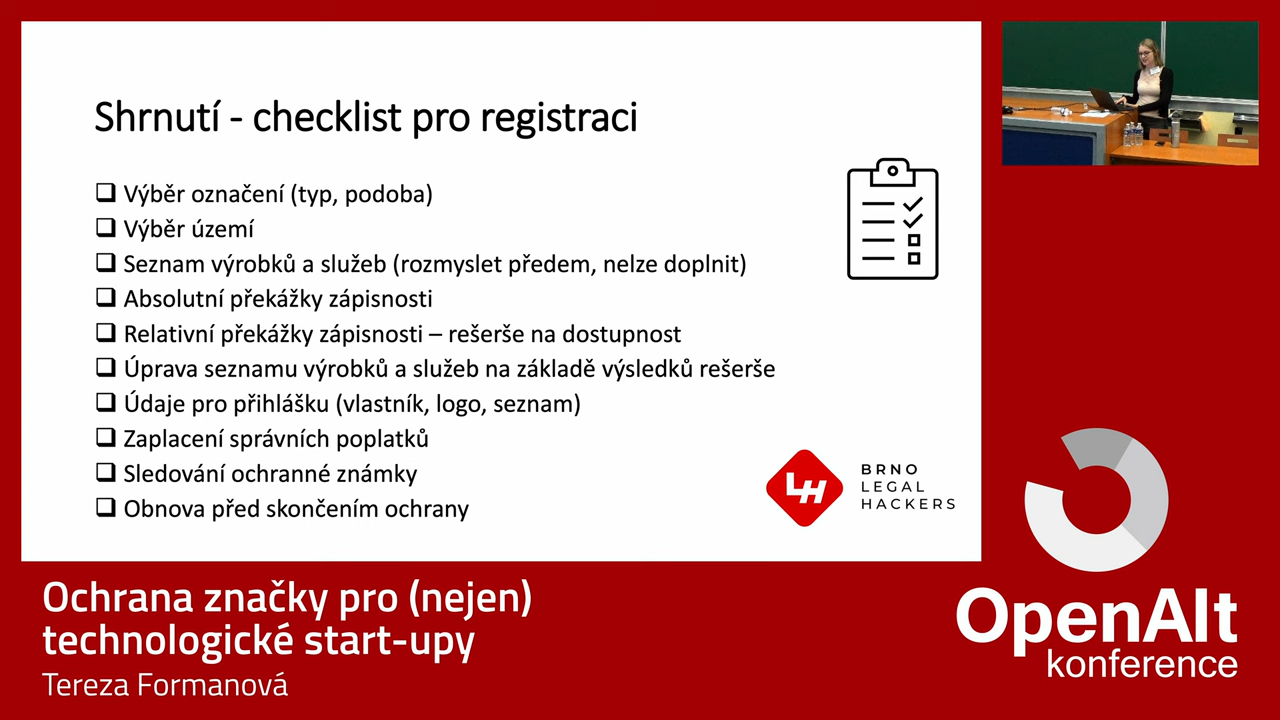 Shrnutí - checklist pro registraci
Výběr označení (typ, podoba)
Výběr území
Seznam výrobků a služeb (rozmyslet předem, nelze doplnit)
Absolutní překážky zápisnosti
Relativní překážky zápisnosti – rešerše na dostupnost
Úprava seznamu výrobků a služeb na základě výsledků rešerše
Údaje pro přihlášku (vlastník, logo, seznam)
Zaplacení správních poplatků
Sledování ochranné známky
Obnova před skončením ochrany
LH
BRNO
LEGAL
HACKERS
Ochrana značky pro (nejen)
technologické start-upy
Tereza Formanová
OpenAlt
konference